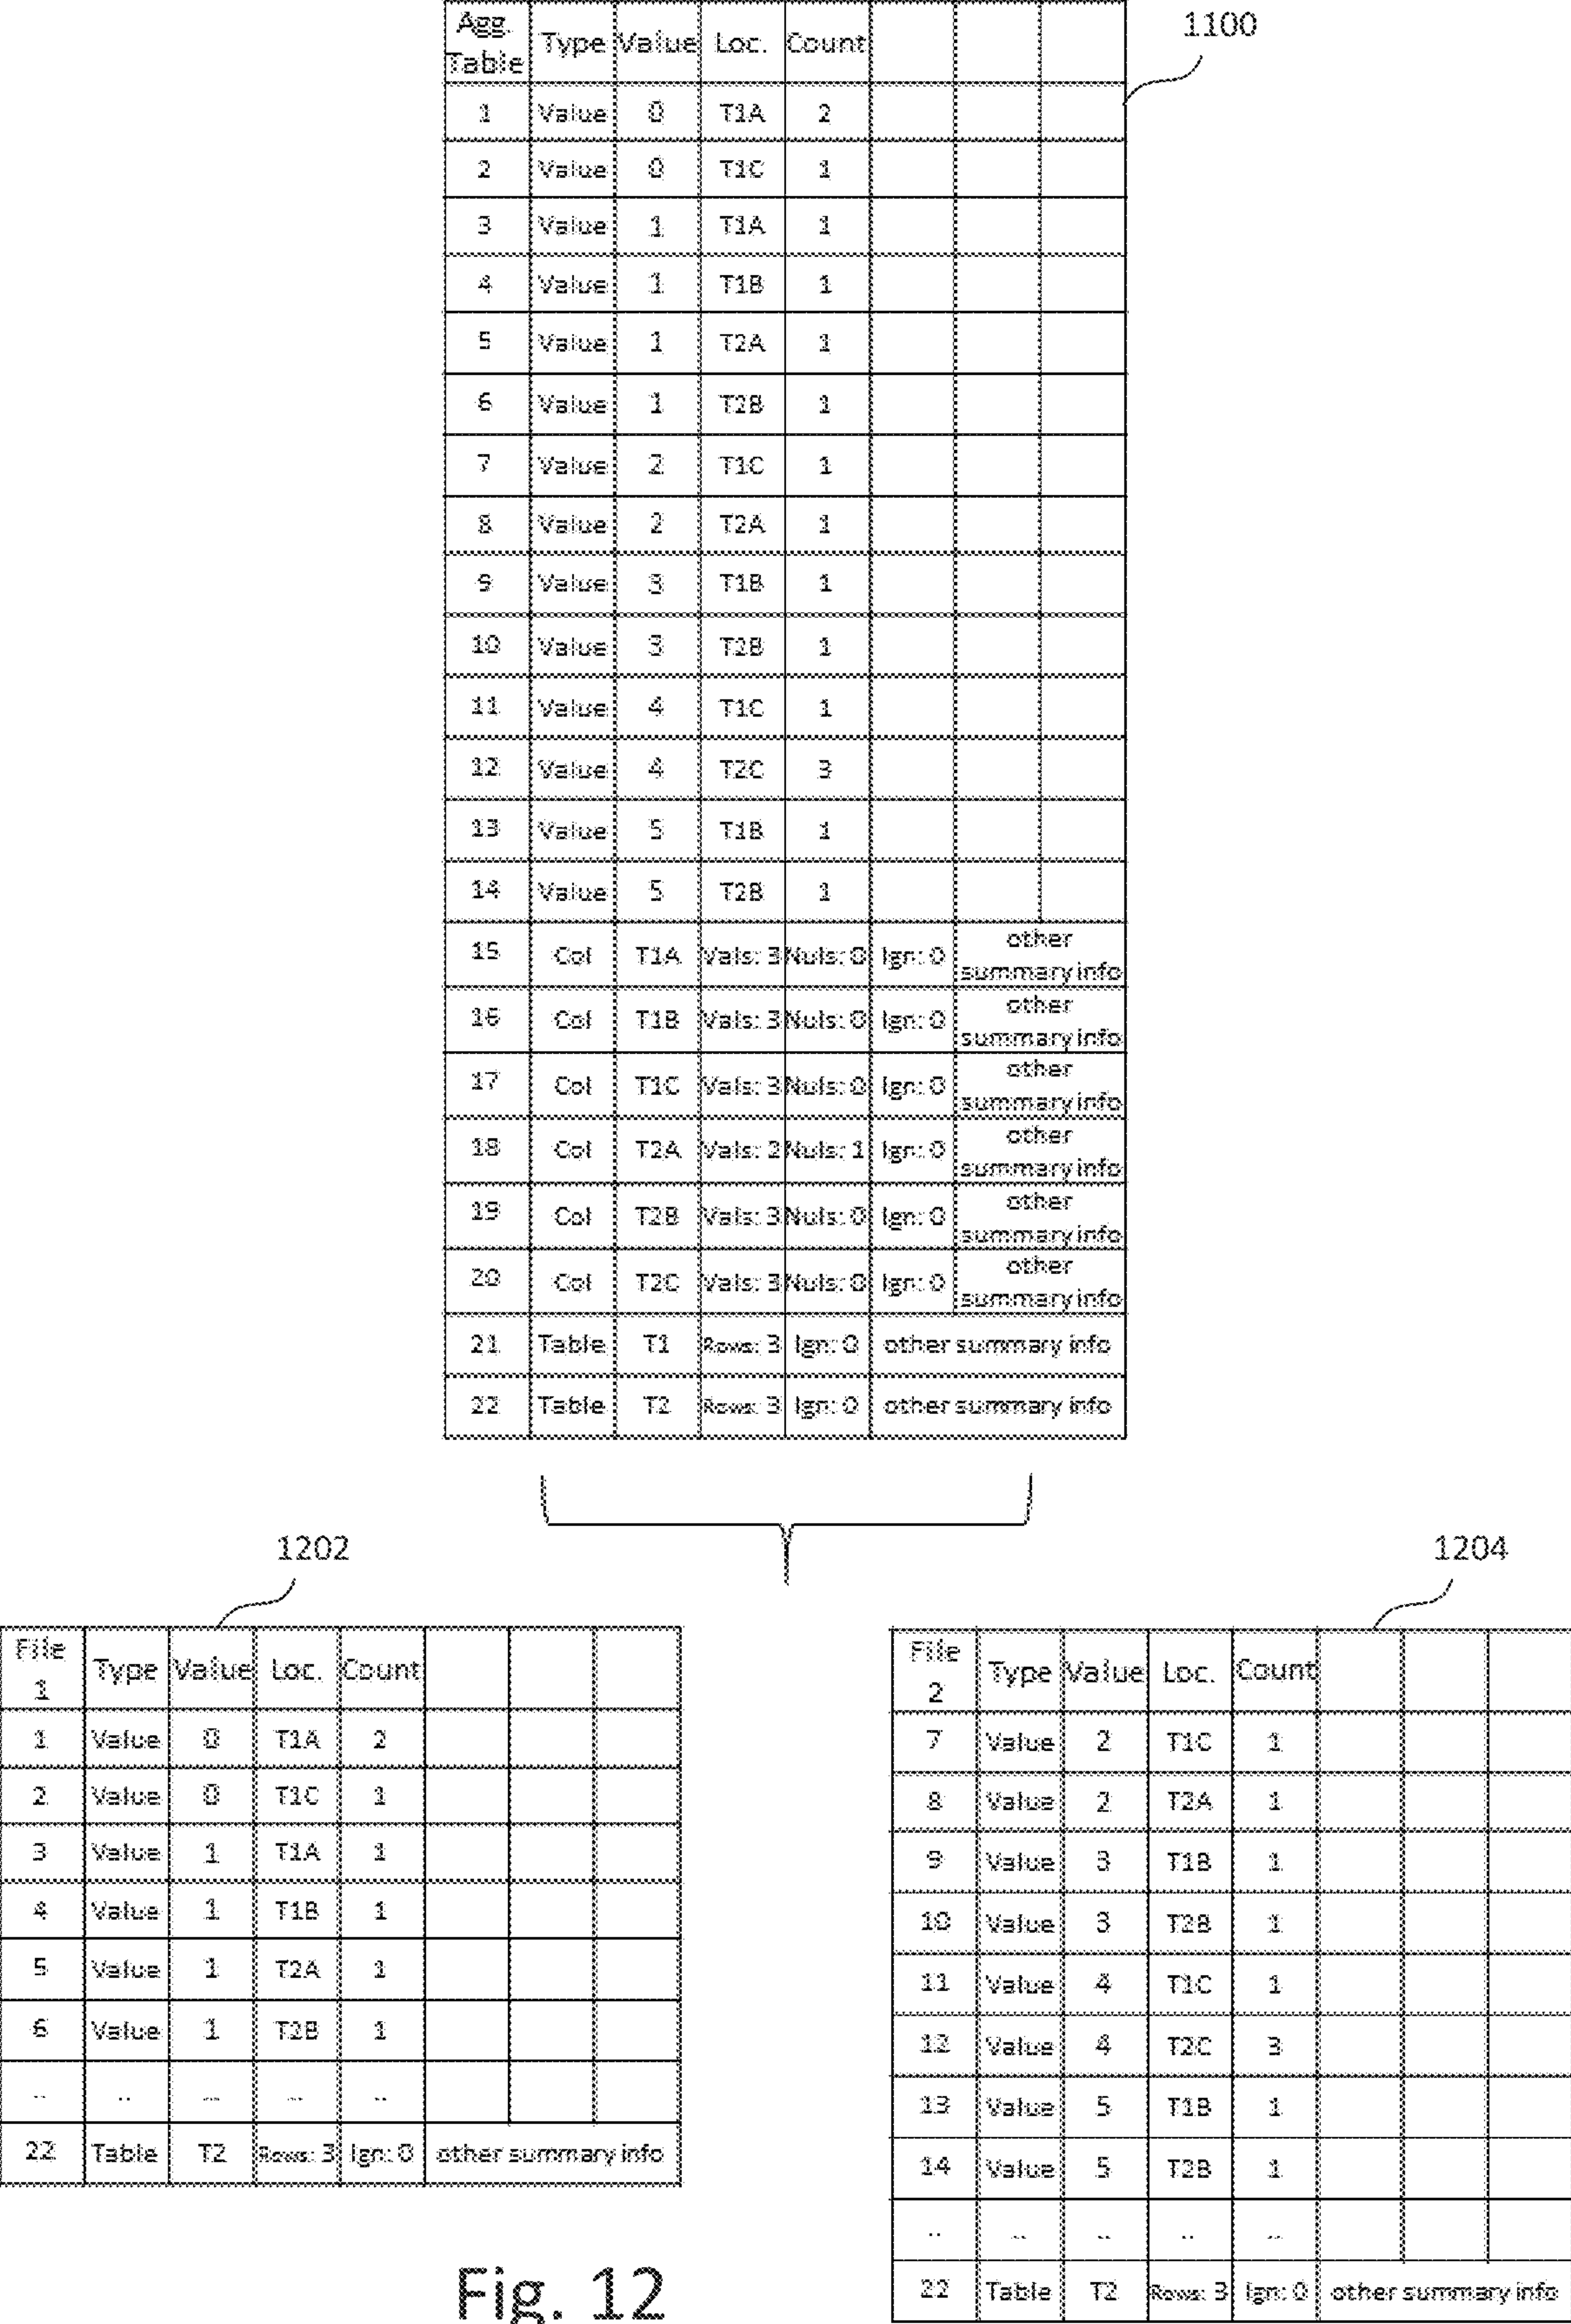 1100
Agg. Table Type Value Loc. Count
1 Value 0 T1A 2
2 Value 0 T1C 1
3 Value 1 T1A 1
4 Value 1 T1B 1
5 Value 1 T2A 1
6 Value 1 T2B 1
7 Value 2 T1C 1
8 Value 2 T2A 1
9 Value 3 T1B 1
10 Value 3 T2B 1
11 Value 4 T1C 1
12 Value 4 T2C 3
13 Value 5 T1B 1
14 Value 5 T2B 1
15 Col T1A Vals: 3 Nuls: 0 Ign: 0 other summary info
16 Col T1B Vals: 3 Nuls: 0 Ign: 0 other summary info
17 Col T1C Vals: 3 Nuls: 0 Ign: 0 other summary info
18 Col T2A Vals: 2 Nuls: 1 Ign: 0 other summary info
19 Col T2B Vals: 3 Nuls: 0 Ign: 0 other summary info
20 Col T2C Vals: 3 Nuls: 0 Ign: 0 other summary info
21 Table T1 Rows: 3 Ign: 0 other summary info
22 Table T2 Rows: 3 Ign: 0 other summary info
1202
File 1 Type Value Loc. Count
1 Value 0 T1A 2
2 Value 0 T1C 1
3 Value 1 T1A 1
4 Value 1 T1B 1
5 Value 1 T2A 1
6 Value 1 T2B 1
.. .. ... ... ..
22 Table T2 Rows: 3 Ign: 0 other summary info
1204
File 2 Type Value Loc. Count
7 Value 2 T1C 1
8 Value 2 T2A 1
9 Value 3 T1B 1
10 Value 3 T2B 1
11 Value 4 T1C 1
12 Value 4 T2C 3
13 Value 5 T1B 1
14 Value 5 T2B 1
.. .. .. .. ..
22 Table T2 Rows: 3 Ign: 0 other summary info
Fig. 12